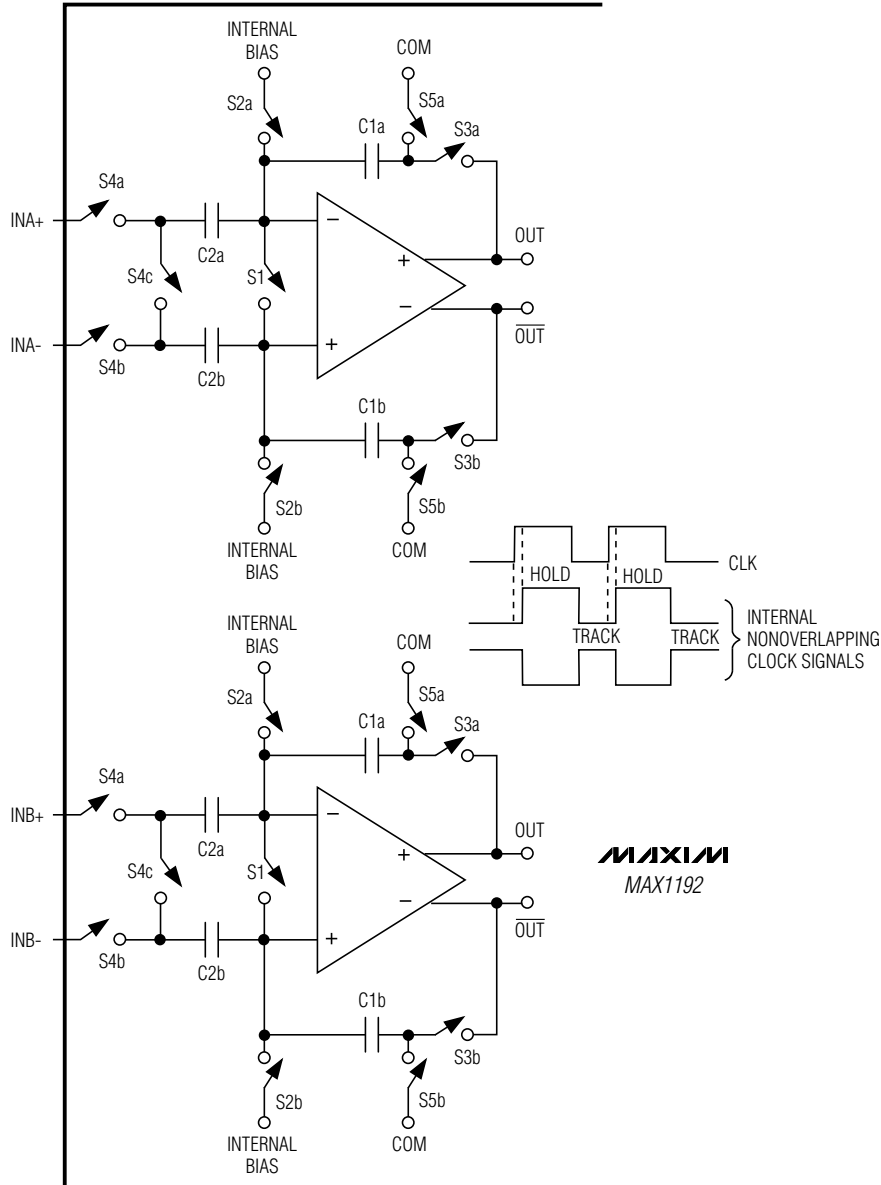 INTERNAL
BIAS
COM
S2a
S5a
C1a
S3a
S4a
INA+
−
OUT
C2a
+
S4c
S1
−
OUT
INA-
+
S4b
C2b
C1b
S3b
S2b
S5b
INTERNAL
BIAS
COM
CLK
HOLD
HOLD
TRACK
TRACK
INTERNAL
NONOVERLAPPING
CLOCK SIGNALS
INTERNAL
BIAS
COM
S2a
S5a
C1a
S3a
S4a
INB+
−
OUT
C2a
+
S4c
S1
−
OUT
INB-
+
S4b
C2b
MAXIM
MAX1192
C1b
S3b
S2b
S5b
INTERNAL
BIAS
COM